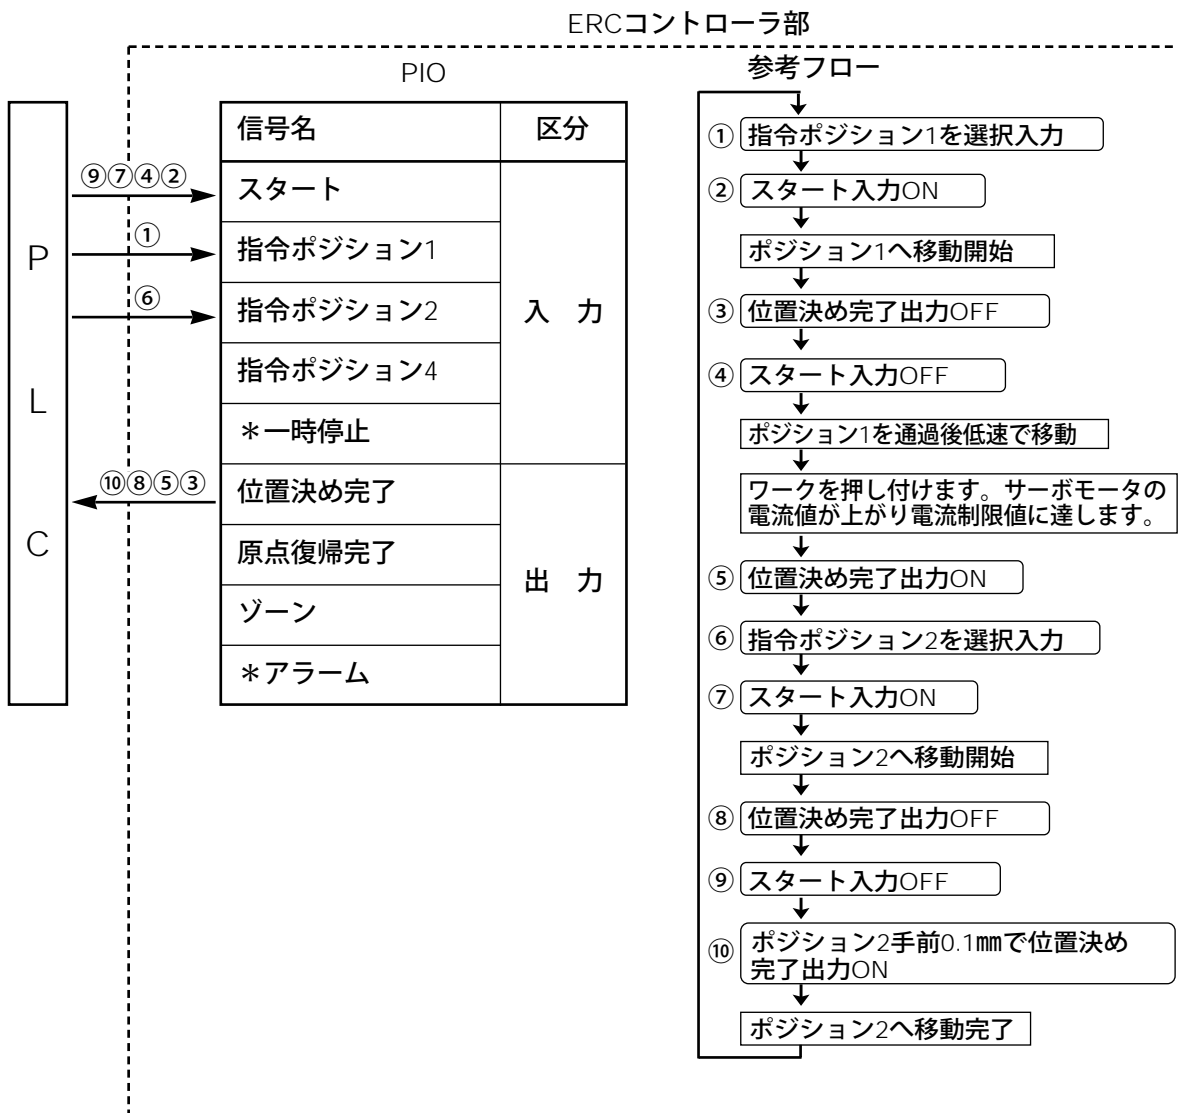 ERCコントローラ部
PIO
参考フロー
P
L
C
信号名 区分
⑨⑦④② スタート
① 指令ポジション1
⑥ 指令ポジション2
入 力
指令ポジション4
＊一時停止
⑩⑧⑤③ 位置決め完了
原点復帰完了
出 力
ゾーン
＊アラーム
① 指令ポジション1を選択入力
② スタート入力ON
ポジション1へ移動開始
③ 位置決め完了出力OFF
④ スタート入力OFF
ポジション1を通過後低速で移動
ワークを押し付けます。サーボモータの
電流値が上がり電流制限値に達します。
⑤ 位置決め完了出力ON
⑥ 指令ポジション2を選択入力
⑦ スタート入力ON
ポジション2へ移動開始
⑧ 位置決め完了出力OFF
⑨ スタート入力OFF
⑩ ポジション2手前0.1㎜で位置決め
完了出力ON
ポジション2へ移動完了